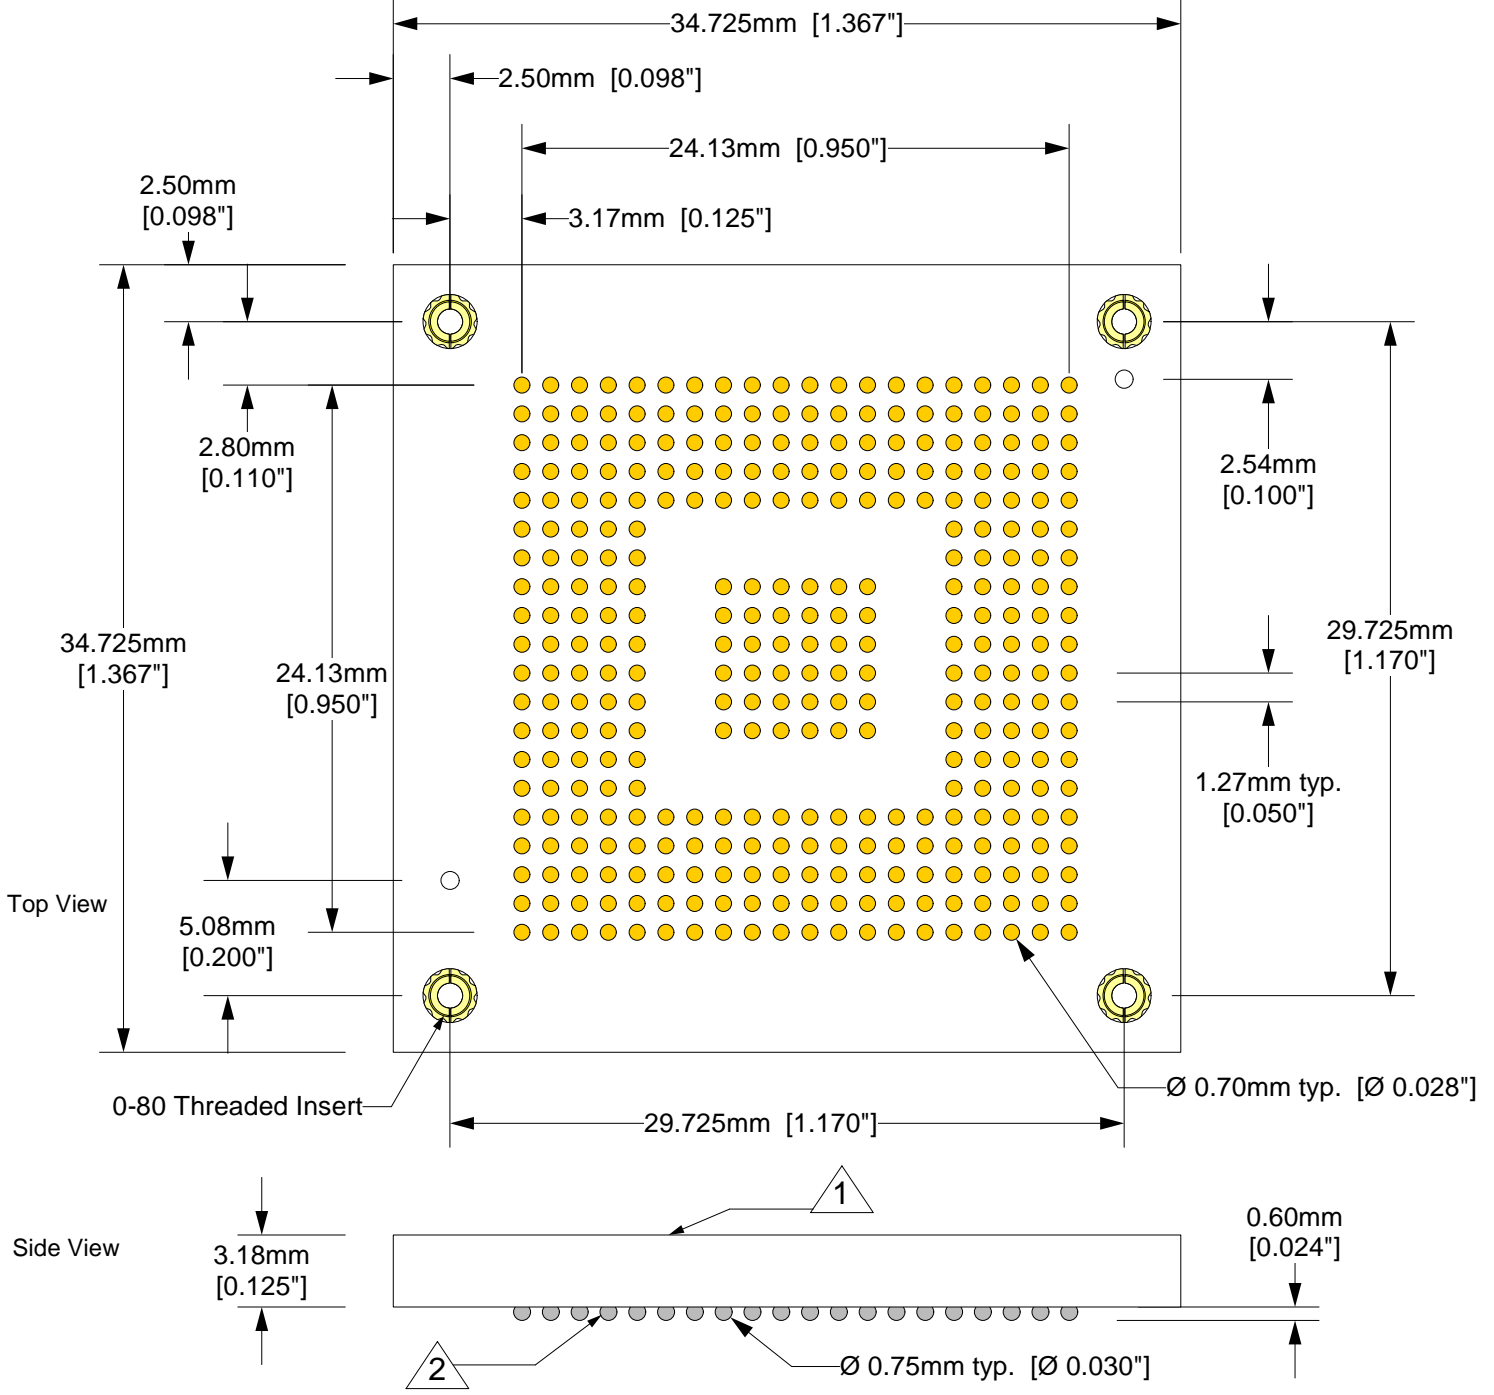 34.725mm  [1.367"]
2.50mm  [0.098"]
24.13mm  [0.950"]
2.50mm
[0.098"]
3.17mm  [0.125"]
2.80mm
[0.110"]
2.54mm
[0.100"]
34.725mm
[1.367"]
24.13mm
[0.950"]
29.725mm
[1.170"]
1.27mm typ.
[0.050"]
Top View
5.08mm
[0.200"]
0-80 Threaded Insert
Ø 0.70mm typ.  [Ø 0.028"]
29.725mm  [1.170"]
1
Side View
3.18mm
[0.125"]
0.60mm
[0.024"]
2
Ø 0.75mm typ.  [Ø 0.030"]